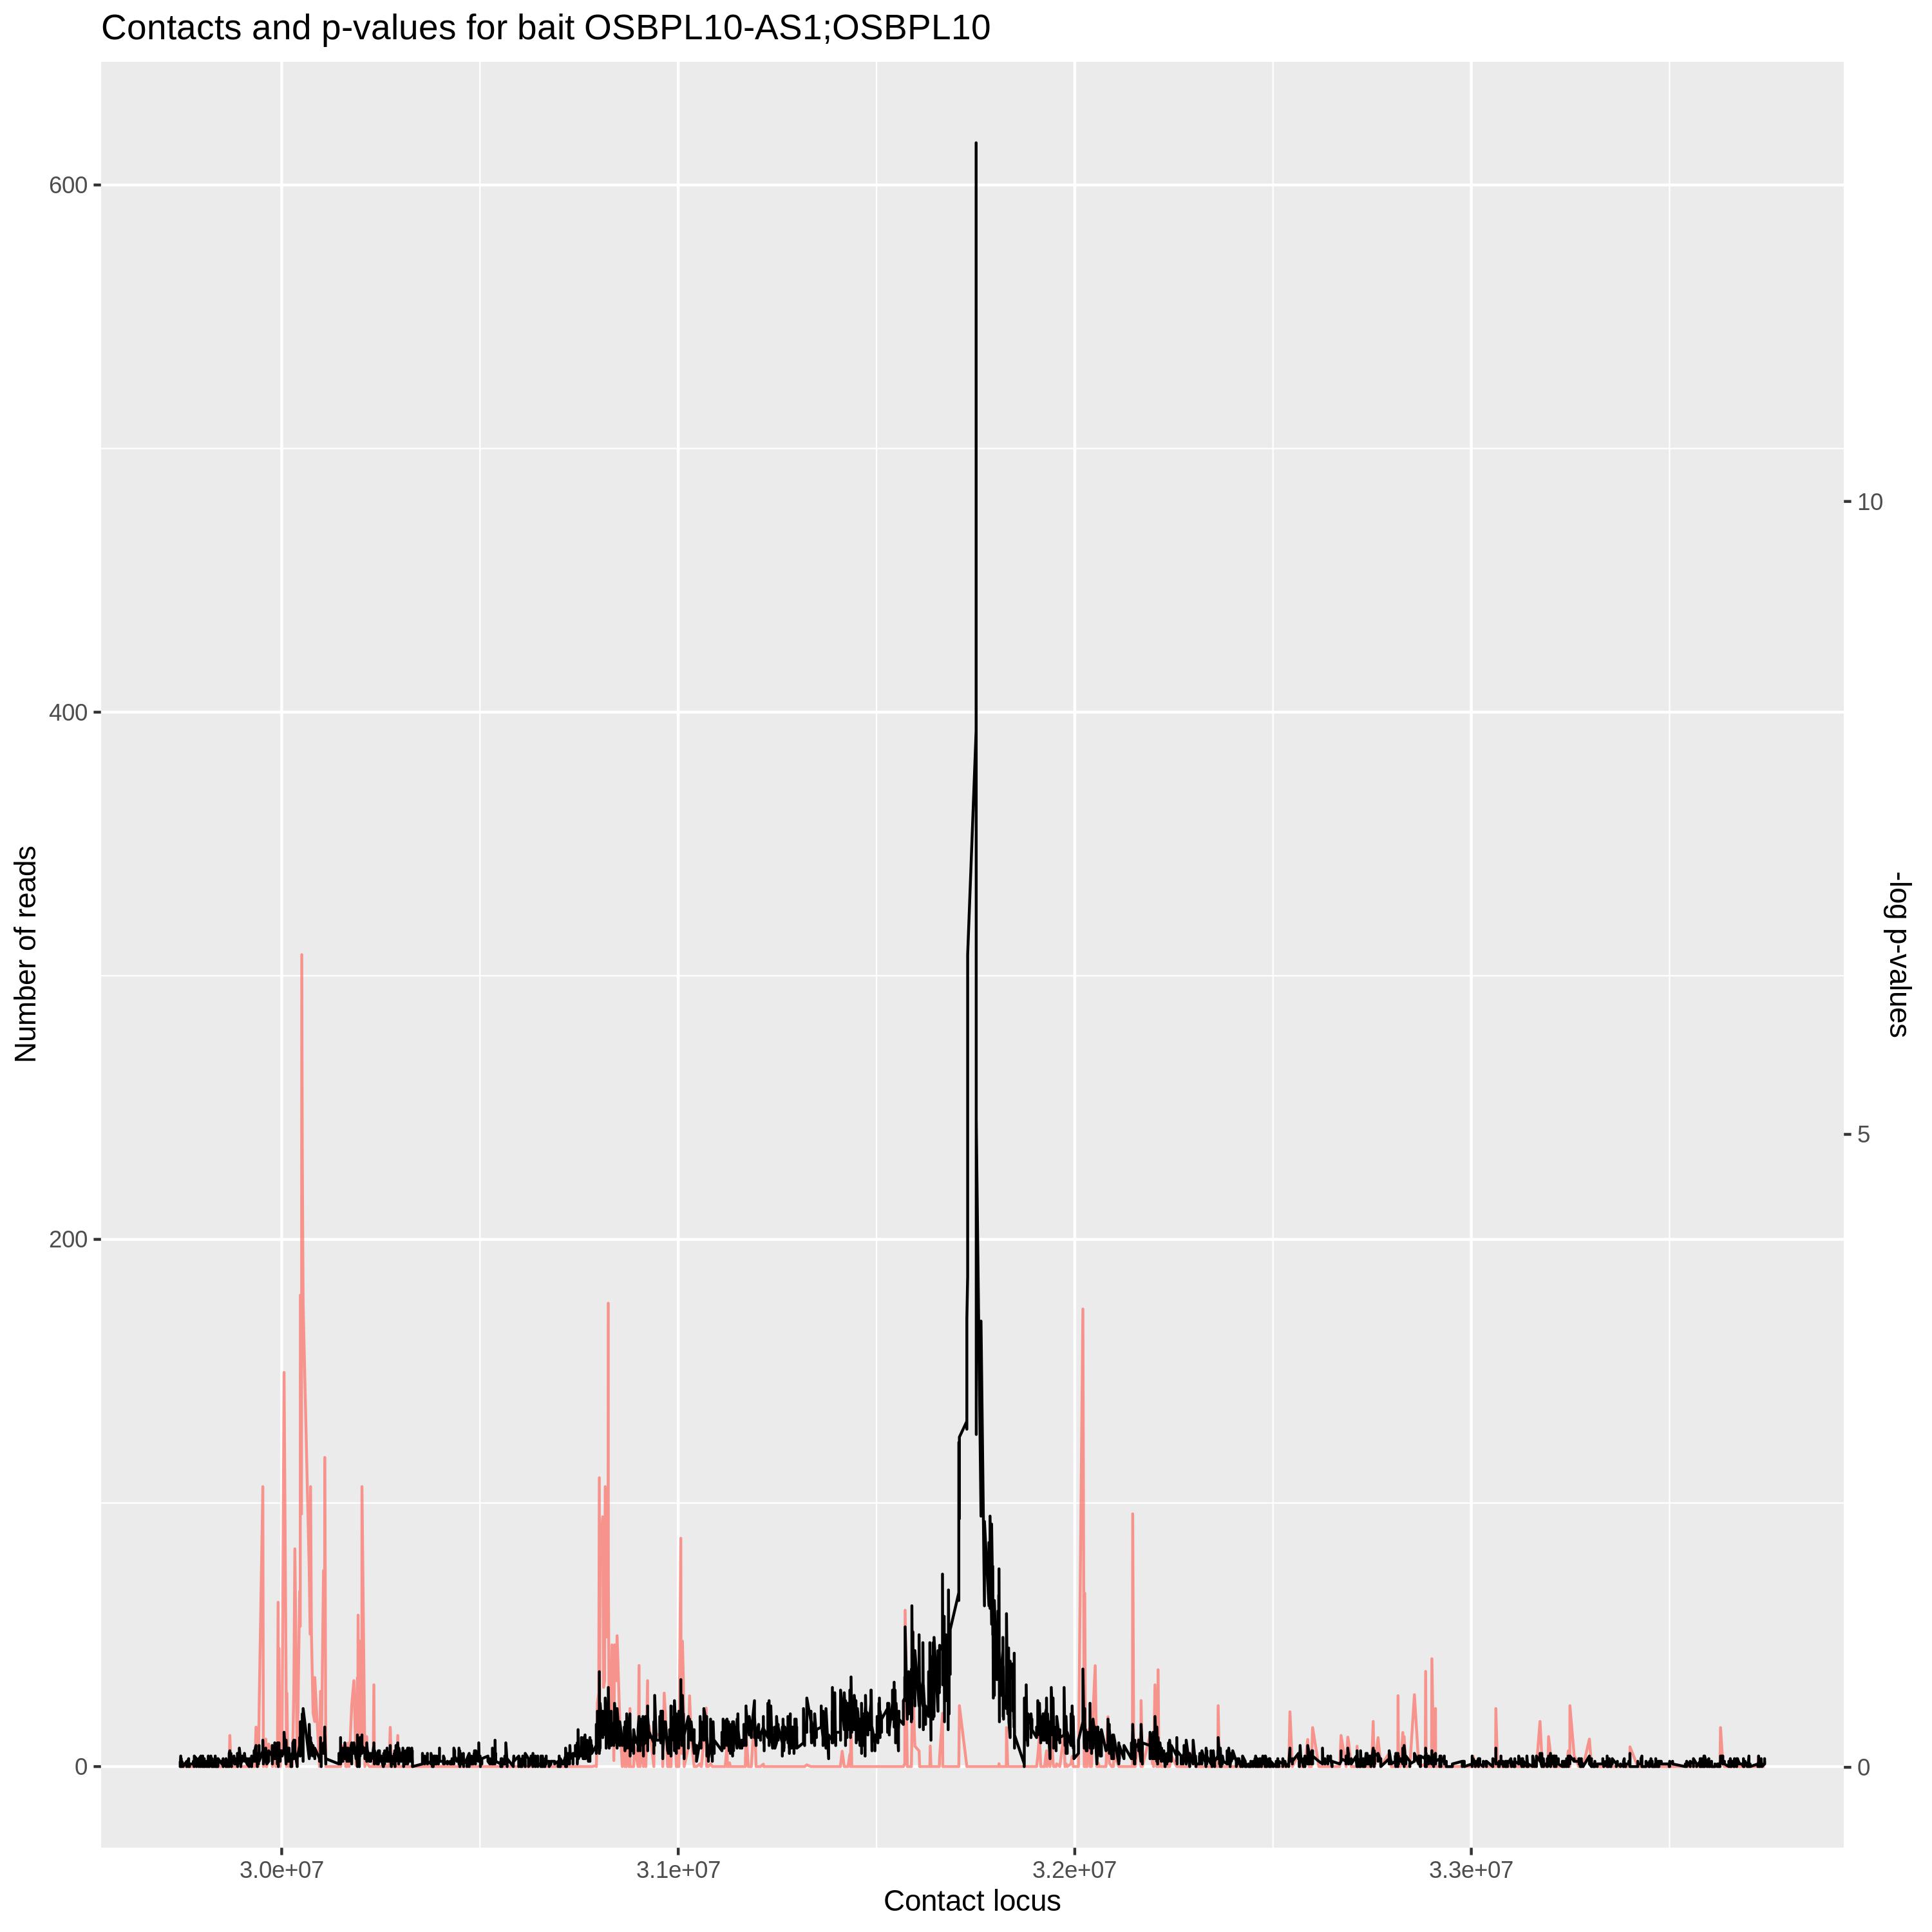 Contacts and p-values for bait OSBPL10-AS1;OSBPL10
600
400
200
0
Number of reads
10
5
0
-log p-values
3.0e+07
3.1e+07
3.2e+07
3.3e+07
Contact locus